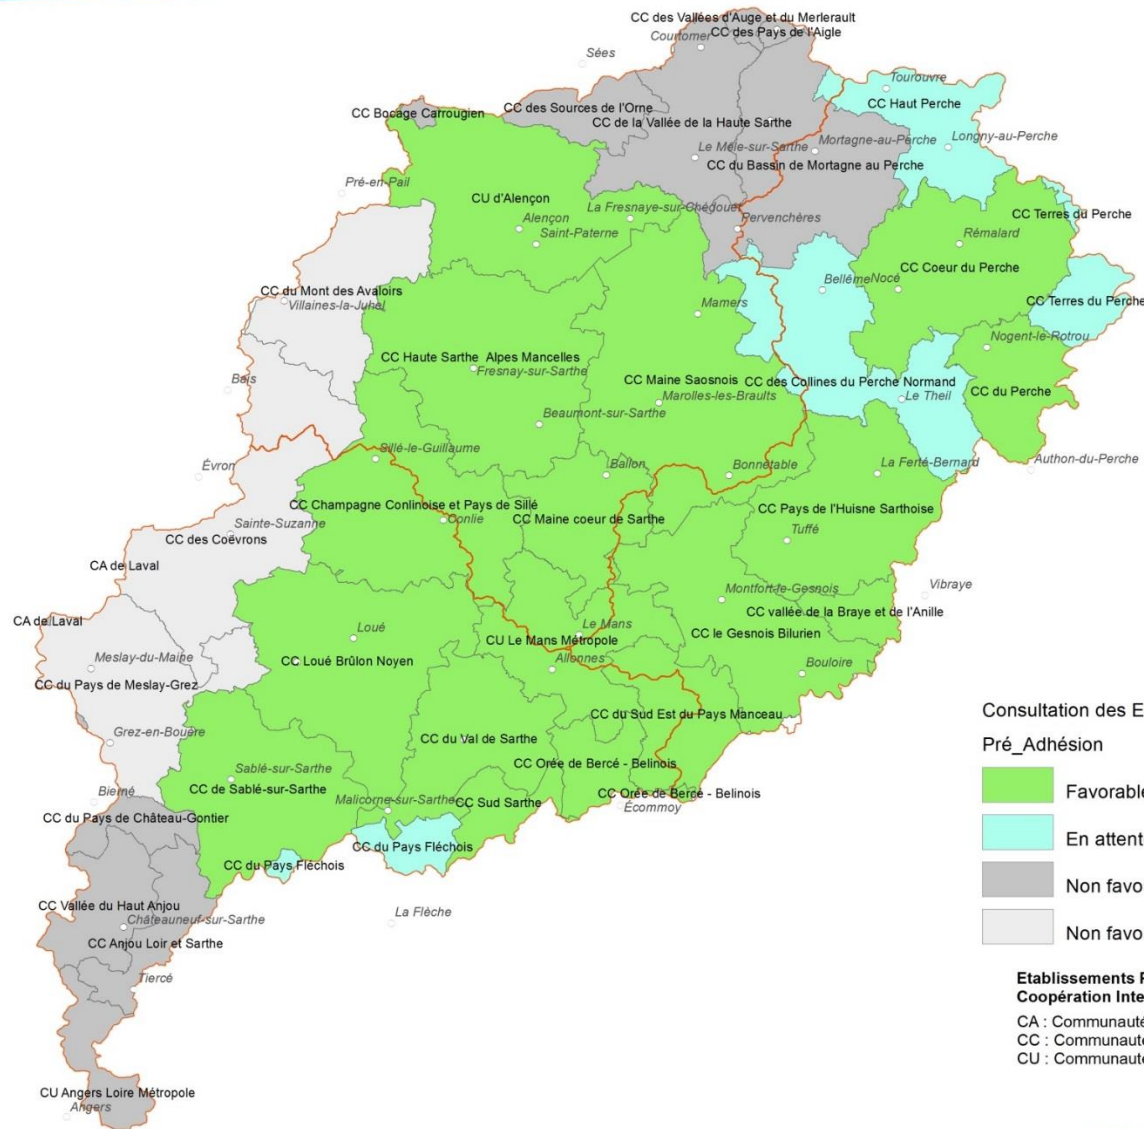 CC des Vallées d'Auge et du Merlerault
CC des Pays de l'Aigle
Courtomer
Sées
Tourouvre
CC Haut Perche
CC Bocage Carrougien
CC des Sources de l'Orne
CC de la Vallée de la Haute Sarthe
Mortagne-au-Perche
Longny-au-Perche
Le Mêle-sur-Sarthe
CC du Bassin de Mortagne au Perche
Pré-en-Pail
CU d'Alençon
La Fresnaye-sur-Chédouet
Alençon
Saint-Paterne
Pervenchères
CC Terres du Perche
Rémalard
CC Coeur du Perche
Bellême
Nocé
CC du Mont des Avaloirs
Villaines-la-Juhel
Mamers
CC Terres du Perche
Nogent-le-Rotrou
CC Haute Sarthe Alpes Mancelles
Fresnay-sur-Sarthe
Bais
CC Maine Saosnois
CC des Collines du Perche Normand
Marolles-les-Braults
Le Theil
CC du Perche
Beaumont-sur-Sarthe
Sillé-le-Guillaume
Évron
Ballon
Bonnétable
La Ferté-Bernard
Authon-du-Perche
CC Champagne Conlinoise et Pays de Sillé
Conlie
CC Maine coeur de Sarthe
CC Pays de l'Huisne Sarthoise
Tuffé
Sainte-Suzanne
CC des Coëvrons
CA de Laval
Vibraye
Montfort-le-Gesnois
CC vallée de la Braye et de l'Anille
CA de Laval
Loué
Le Mans
CU Le Mans Métropole
CC le Gesnois Bilurien
Meslay-du-Maine
CC du Pays de Meslay-Grez
CC Loué Brûlon Noyen
Allonnes
Bouloire
CC du Sud Est du Pays Manceau
Grez-en-Bouère
CC du Val de Sarthe
Sablé-sur-Sarthe
CC de Sablé-sur-Sarthe
CC Orée de Bercé - Belinois
Bierné
Malicorne-sur-Sarthe
CC Sud Sarthe
CC Orée de Bercé - Belinois
Écommoy
CC du Pays de Château-Gontier
CC du Pays Fléchois
CC du Pays Fléchois
CC Vallée du Haut Anjou
Châteauneuf-sur-Sarthe
La Flèche
CC Anjou Loir et Sarthe
Tiercé
CU Angers Loire Métropole
Angers
Consultation des E
Pré_Adhésion
Favorable
En attent
Non favo
Non favo
Etablissements P
Coopération Inte
CA : Communauté
CC : Communaut
CU : Communaut